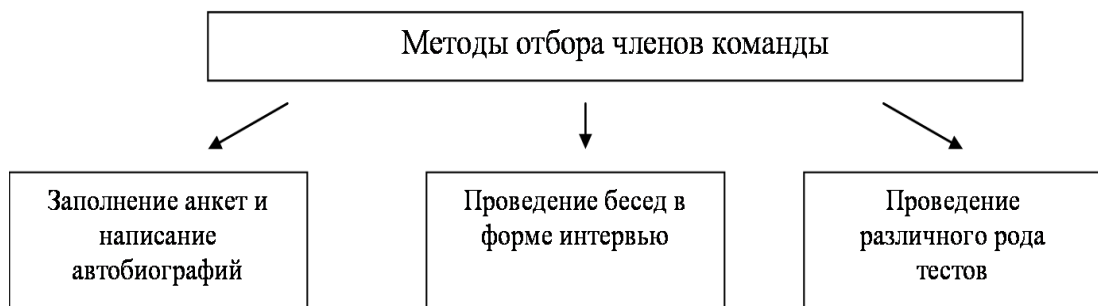 Методы отбора членов команды
Заполнение анкет и
написание
автобиографий
Проведение бесед в
форме интервью
Проведение
различного рода
тестов